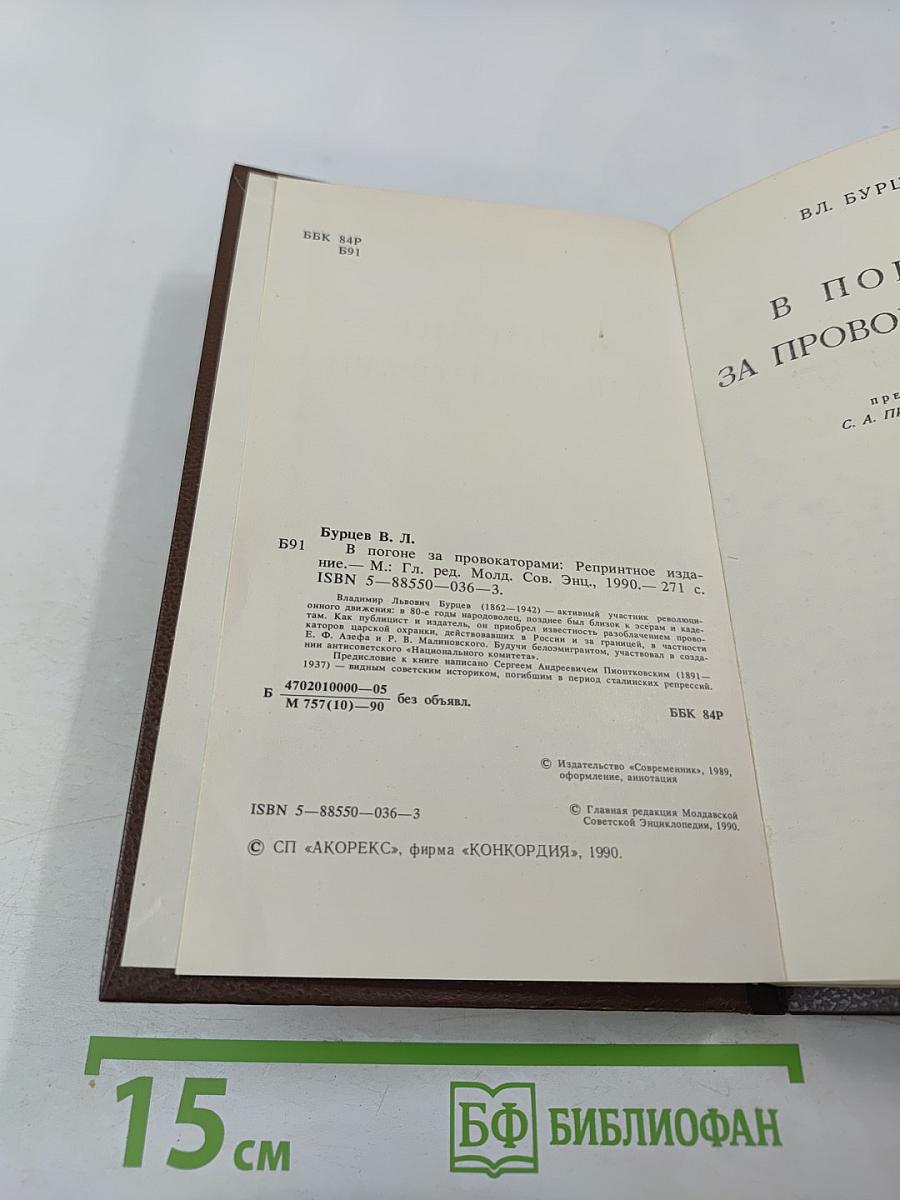 ББК 84Р
Б91
Бурцев В. Л.
Б91 В погоне за провокаторами: Репринтное изда-
ние.— М.: Гл. ред. Молд. Сов. Энц., 1990.— 271 с.
ISBN 5—88550—036—3.
Владимир Львович Бурцев (1862—1942) — активный участник революци-
онного движения: в 80-е годы народоволец, позднее был близок к эсерам и каде-
там. Как публицист и издатель, он приобрел известность разоблачением прово-
каторов царской охранки, действовавших в России и за границей, в частности
Е. Ф. Азефа и Р. В. Малиновского. Будучи белоэмигрантом, участвовал в созда-
нии антисоветского «Национального комитета».
Предисловие к книге написано Сергеем Андреевичем Пионтковским (1891—
1937) — видным советским историком, погибшим в период сталинских репрессий.
Б 4702010000—05
М 757(10)—90 без объявл.
ББК 84Р
© Издательство «Современник», 1989,
оформление, аннотация
ISBN 5—88550—036—3
© Главная редакция Молдавской
Советской Энциклопедии, 1990.
© СП «АКОРЕКС», фирма «КОНКОРДИЯ», 1990.
ВЛ. БУРЦ
В ПО
ЗА ПРОВО
ПРЕ
С. А. ПИ
15 см
БФ БИБЛИОФАН